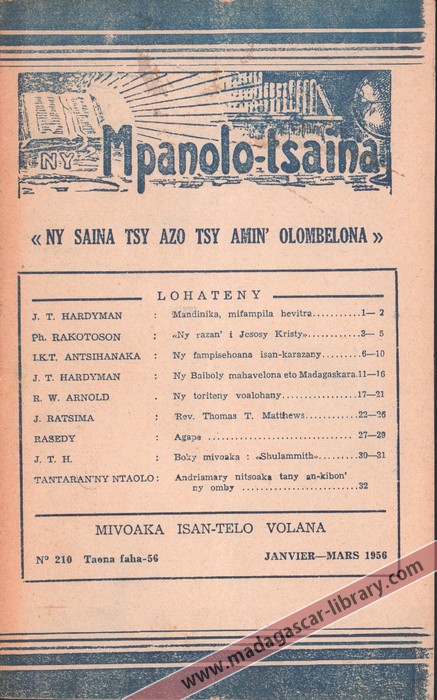 NY
Mpanolo-tsaina
« NY SAINA TSY AZO TSY AMIN' OLOMBELONA »
LOHATENY
J. T. HARDYMAN : Mandinika, mifampila hevitra..........1— 2
Ph. RAKOTOSON : «Ny razan' i Jesosy Kristy»..........3— 5
I.K.T. ANTSIHANAKA : Ny fampisehoana isan-karazany........6—10
J. T. HARDYMAN : Ny Baiboly mahavelona eto Madagaskara.11—16
R. W. ARNOLD : Ny toriteny voalohany................17—21
J. RATSIMA : Rev. Thomas T. Matthews..............22—26
RASEDY : Agape ..............................27—29
J. T. H. : Boky mivoaka : «Shulammith»..........30—31
TANTARAN'NY NTAOLO : Andriamary nitsoaka tany an-kibon'
ny omby ..........................32
MIVOAKA ISAN-TELO VOLANA
Nº 210 Taona faha-56 JANVIER—MARS 1956
www.madagascar-library.com